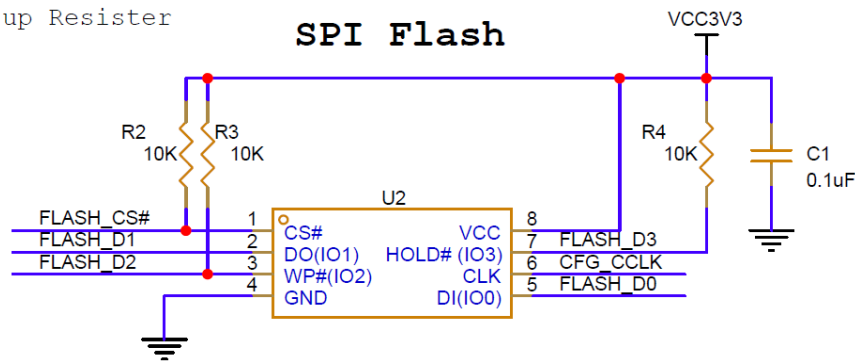 up Resister
SPI Flash
VCC3V3
R2
10K
R3
10K
R4
10K
C1
0.1uF
U2
FLASH_CS#
1
CS#
VCC
8
FLASH_D1
2
DO(IO1)
HOLD# (IO3)
7
FLASH_D3
FLASH_D2
3
WP#(IO2)
CLK
6
CFG_CCLK
4
GND
DI(IO0)
5
FLASH_D0